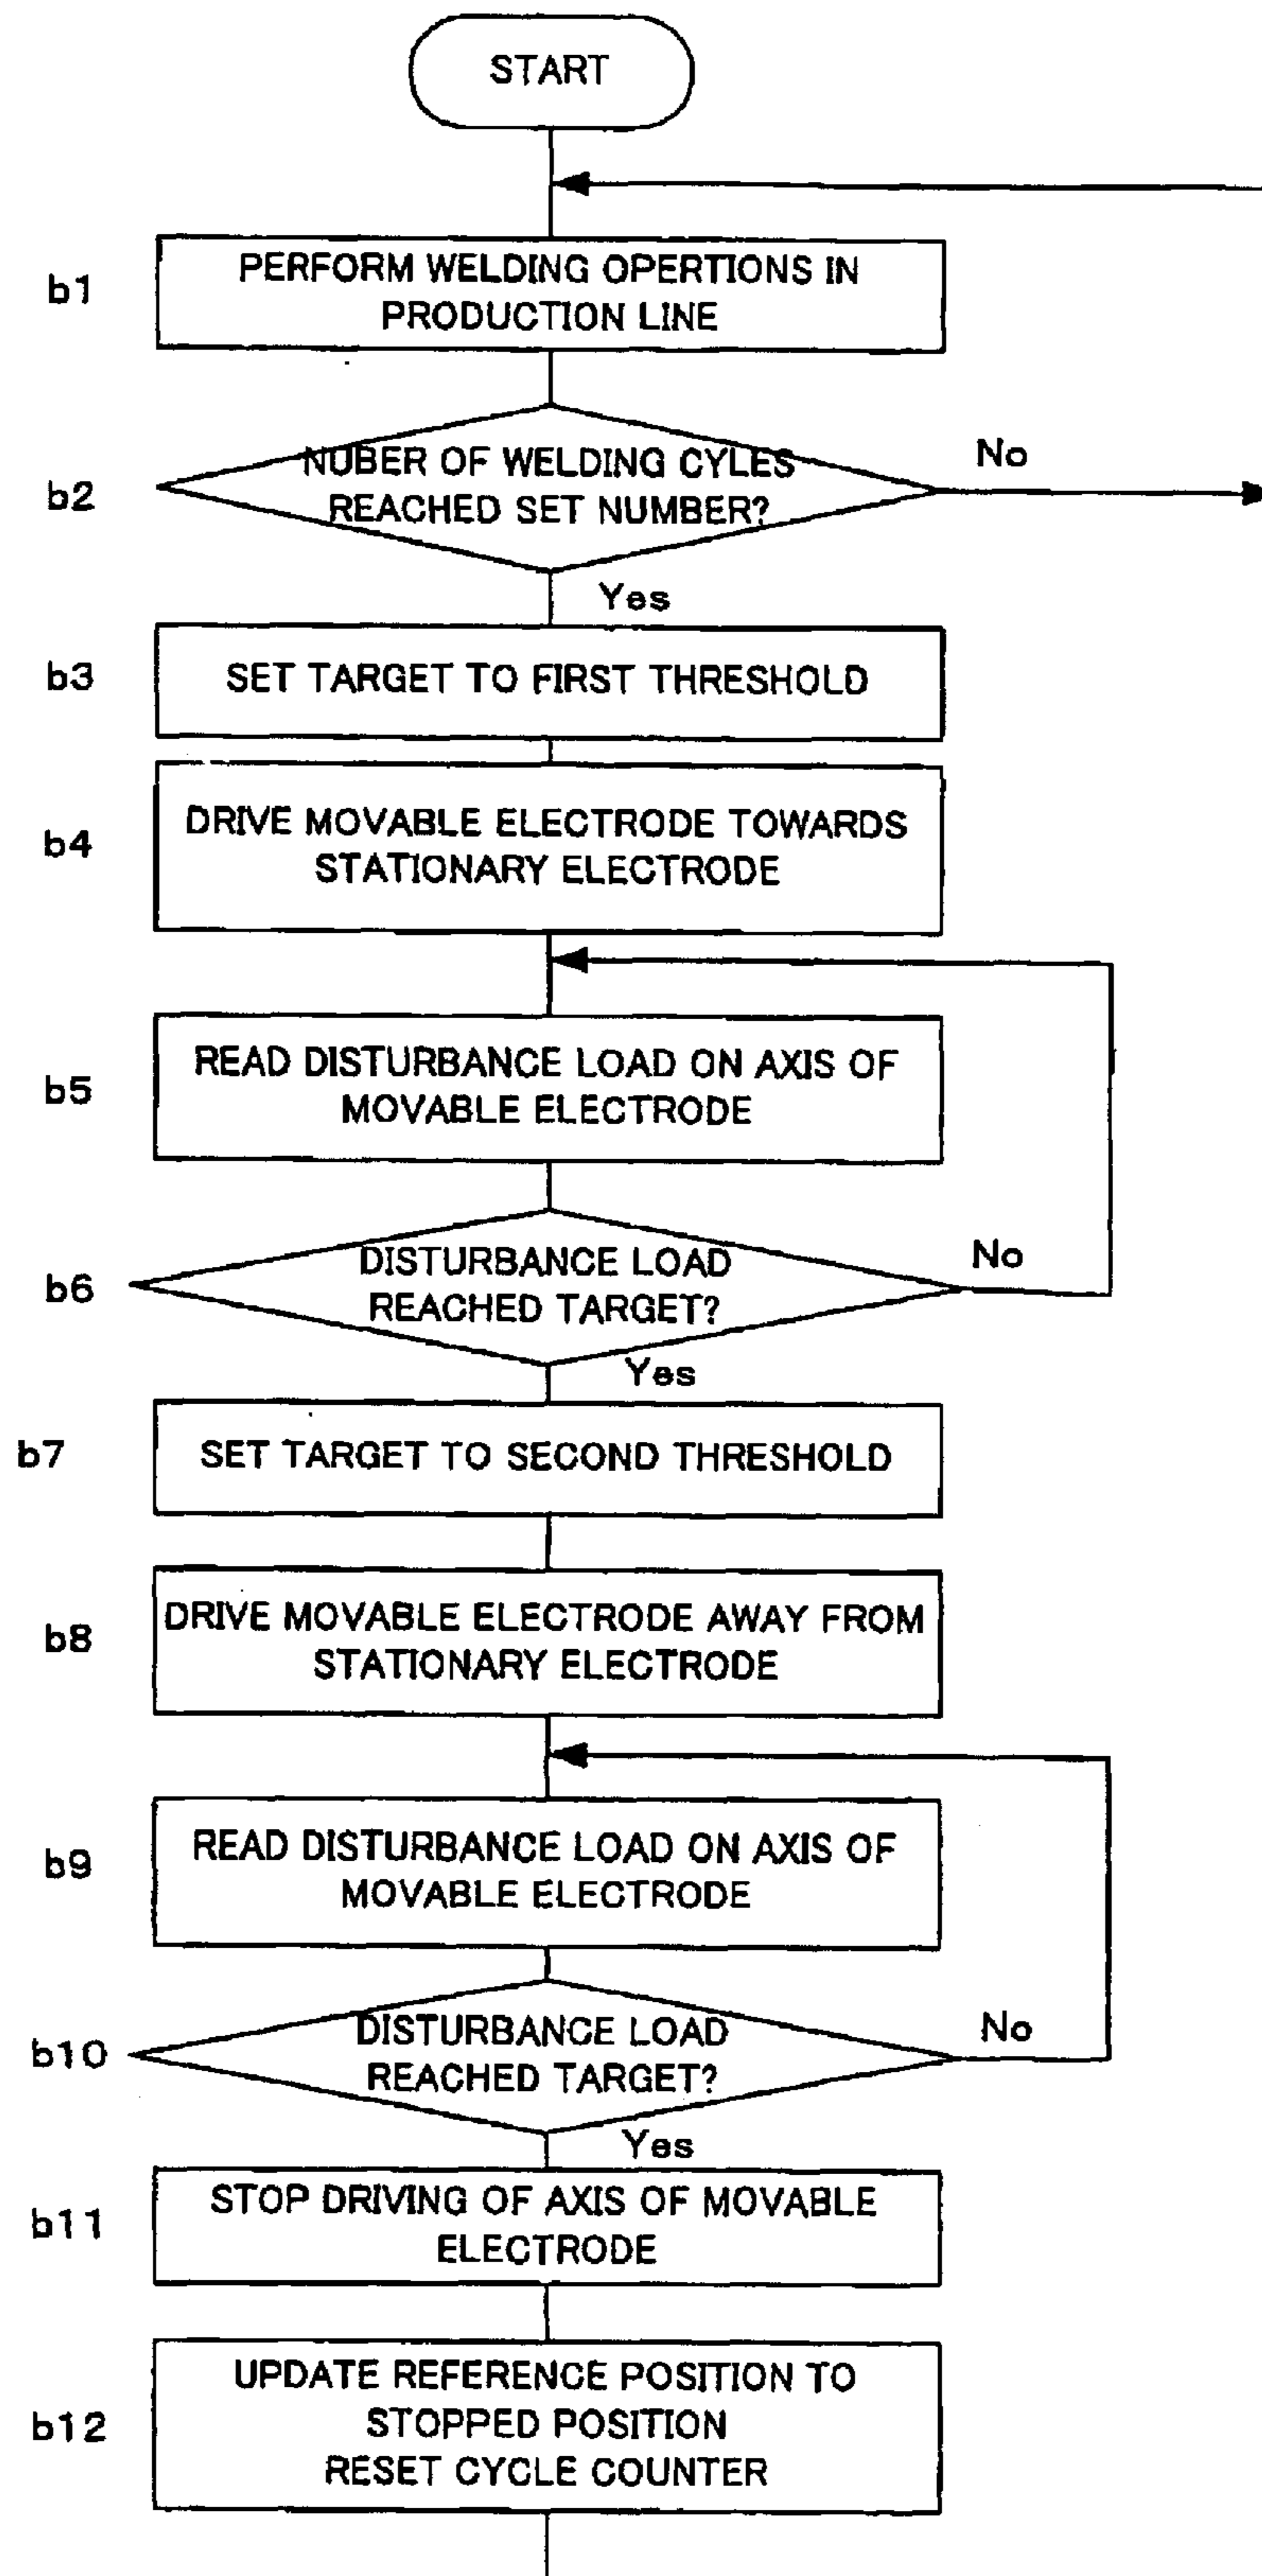 START
b1
PERFORM WELDING OPERTIONS IN
PRODUCTION LINE
b2
NUBER OF WELDING CYLES
REACHED SET NUMBER?
No
Yes
b3
SET TARGET TO FIRST THRESHOLD
b4
DRIVE MOVABLE ELECTRODE TOWARDS
STATIONARY ELECTRODE
b5
READ DISTURBANCE LOAD ON AXIS OF
MOVABLE ELECTRODE
b6
DISTURBANCE LOAD
REACHED TARGET?
No
Yes
b7
SET TARGET TO SECOND THRESHOLD
b8
DRIVE MOVABLE ELECTRODE AWAY FROM
STATIONARY ELECTRODE
b9
READ DISTURBANCE LOAD ON AXIS OF
MOVABLE ELECTRODE
b10
DISTURBANCE LOAD
REACHED TARGET?
No
Yes
b11
STOP DRIVING OF AXIS OF MOVABLE
ELECTRODE
b12
UPDATE REFERENCE POSITION TO
STOPPED POSITION
RESET CYCLE COUNTER